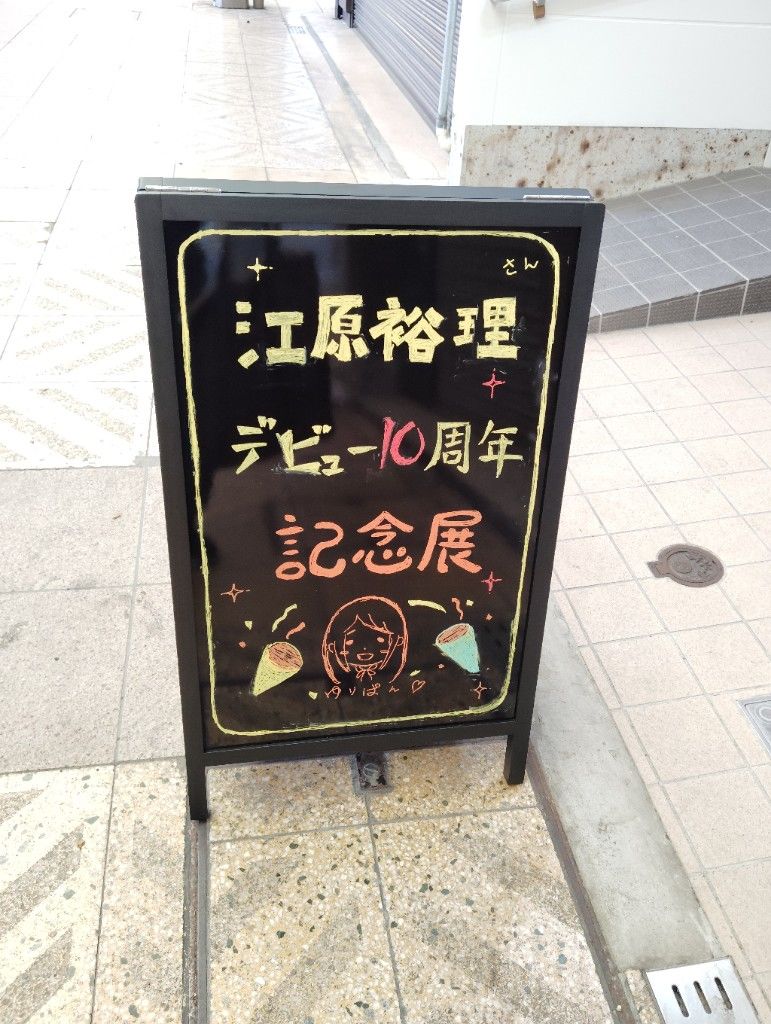 江原裕理さん
デビュー10周年
記念展
ゆりぱん♡